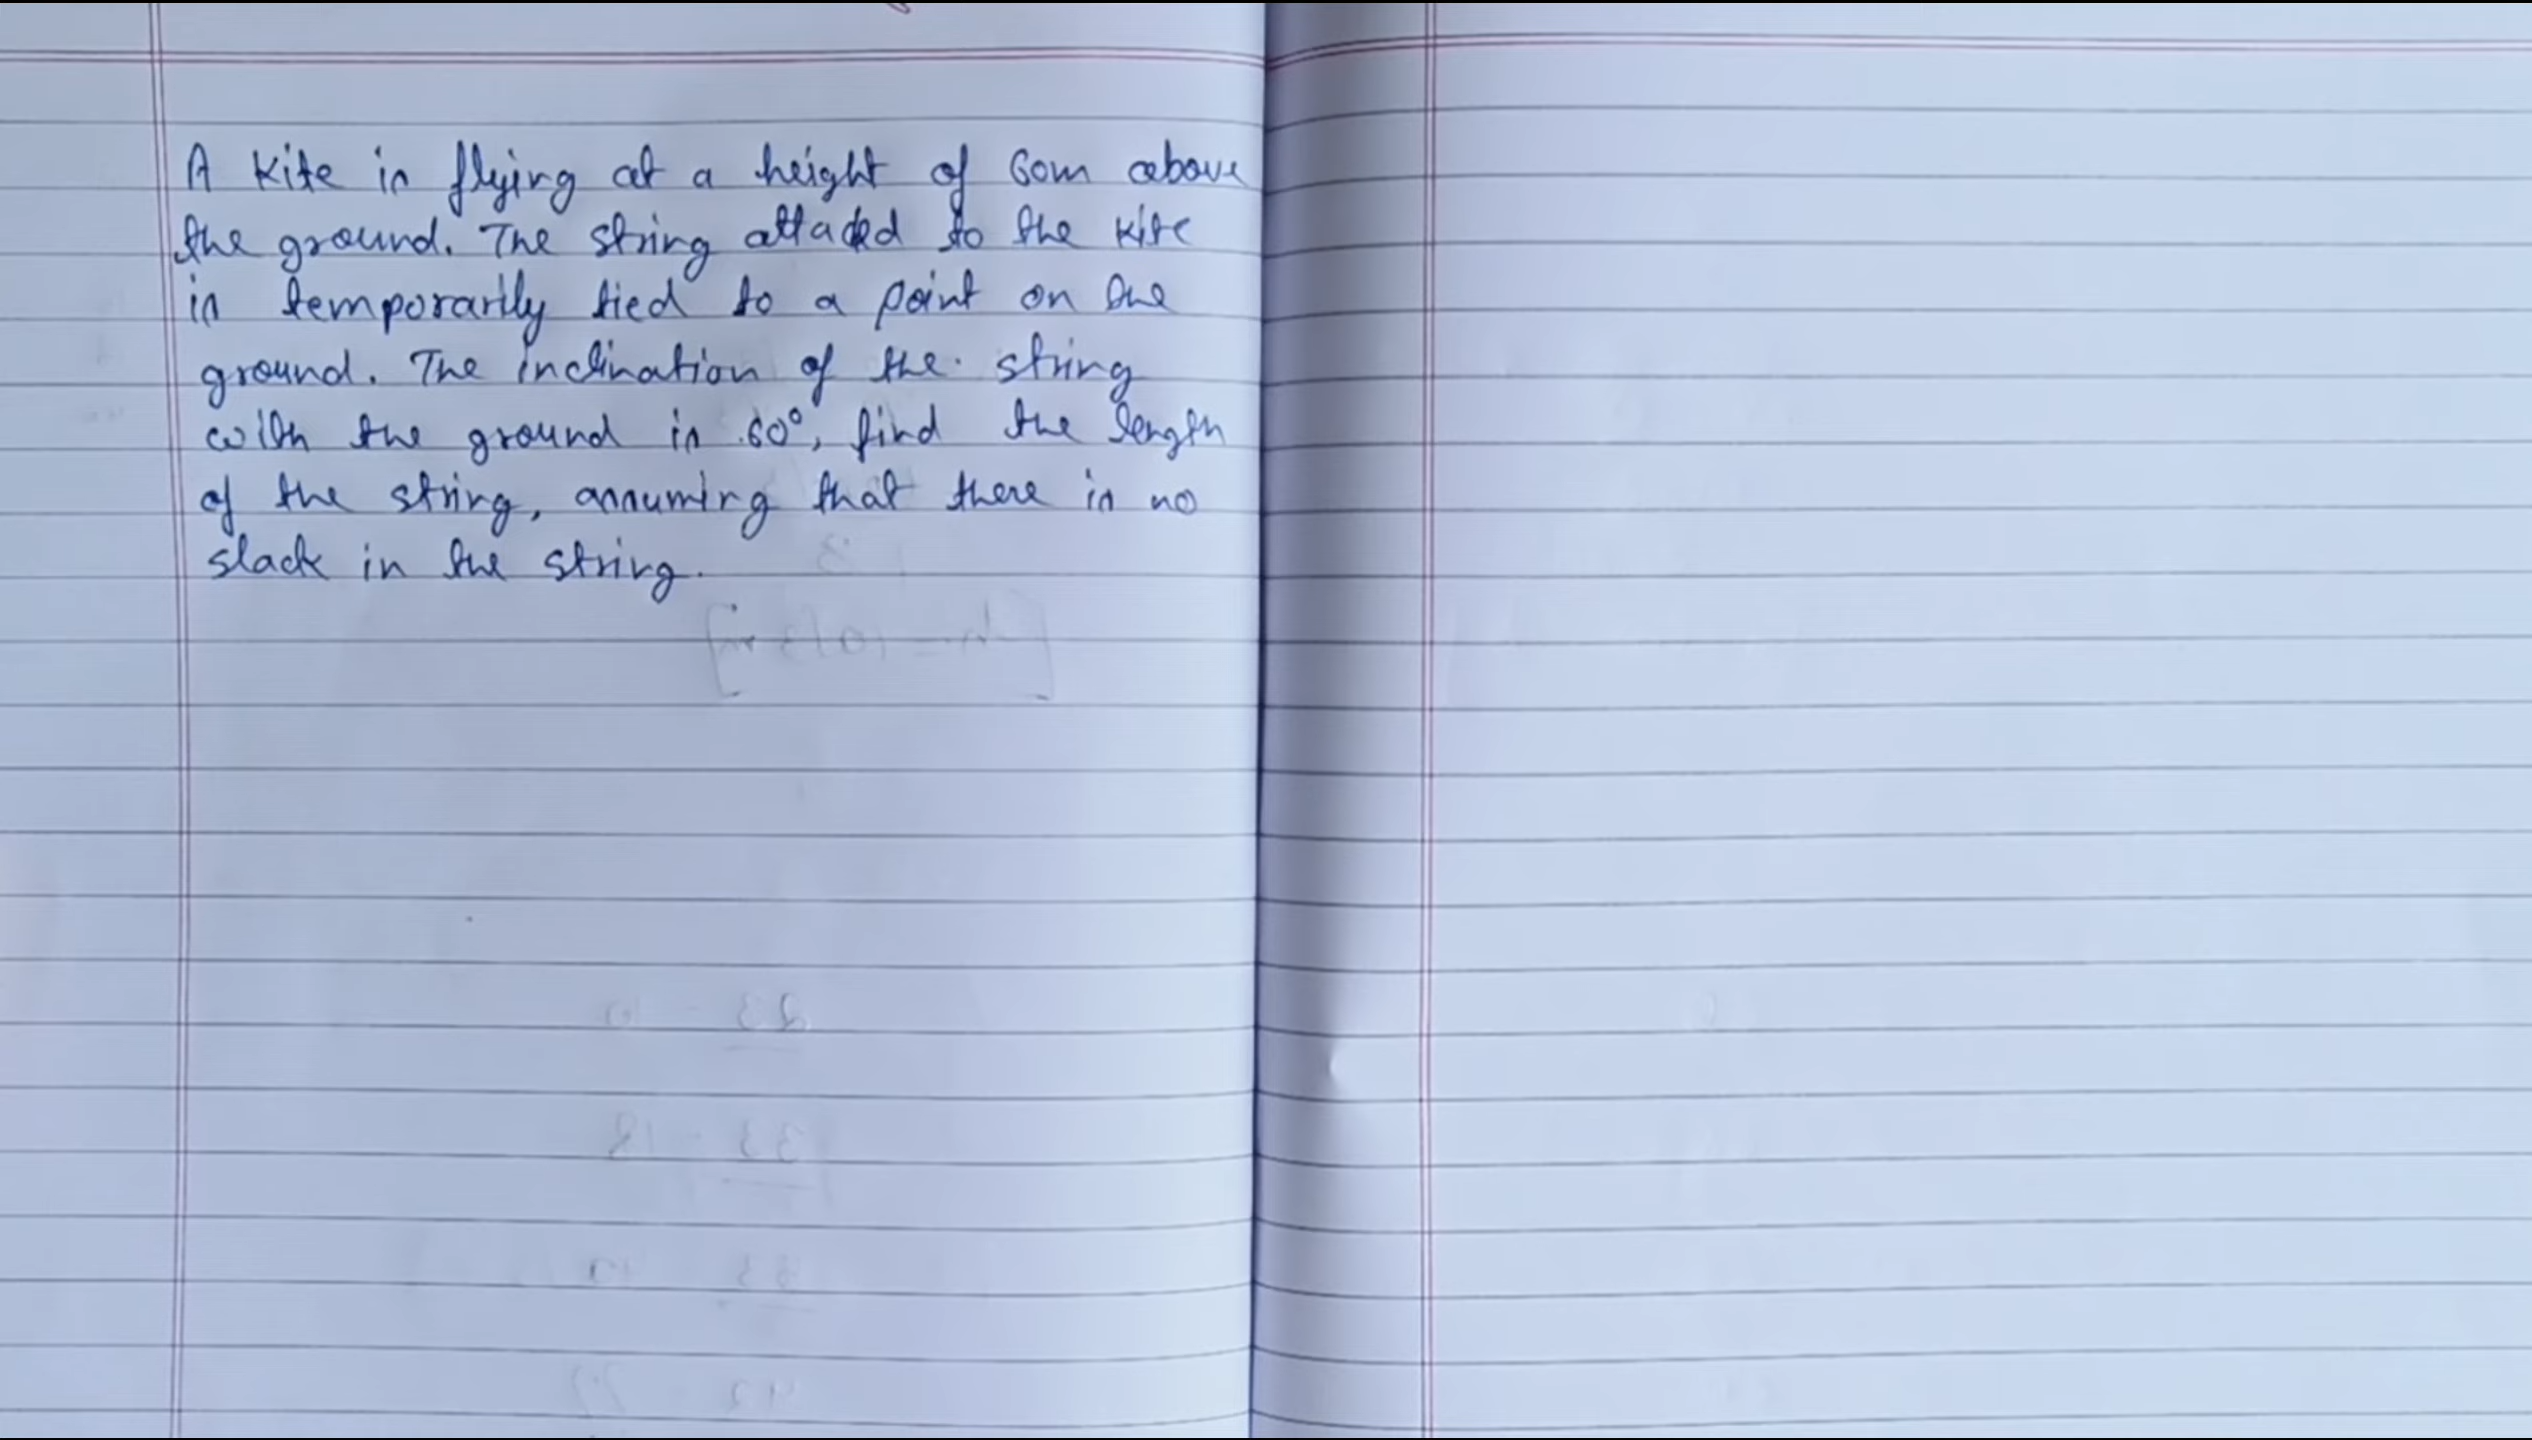 A kite is flying at a height of 60m above
the ground. The string attached to the kite
is temporarily tied to a point on the
ground. The inclination of the string
with the ground is 60°, find the length
of the string, assuming that there is no
slack in the string.